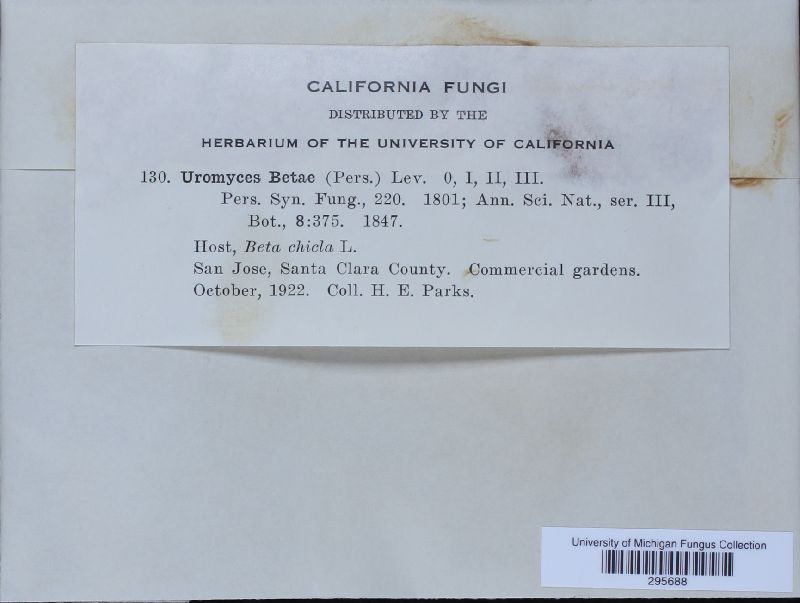 CALIFORNIA FUNGI
DISTRIBUTED BY THE
HERBARIUM OF THE UNIVERSITY OF CALIFORNIA
130. Uromyces Betae (Pers.) Lev. 0, I, II, III.
Pers. Syn. Fung., 220. 1801; Ann. Sci. Nat., ser. III,
Bot., 8:375. 1847.
Host, Beta chicla L.
San Jose, Santa Clara County. Commercial gardens.
October, 1922. Coll. H. E. Parks.
University of Michigan Fungus Collection
295688